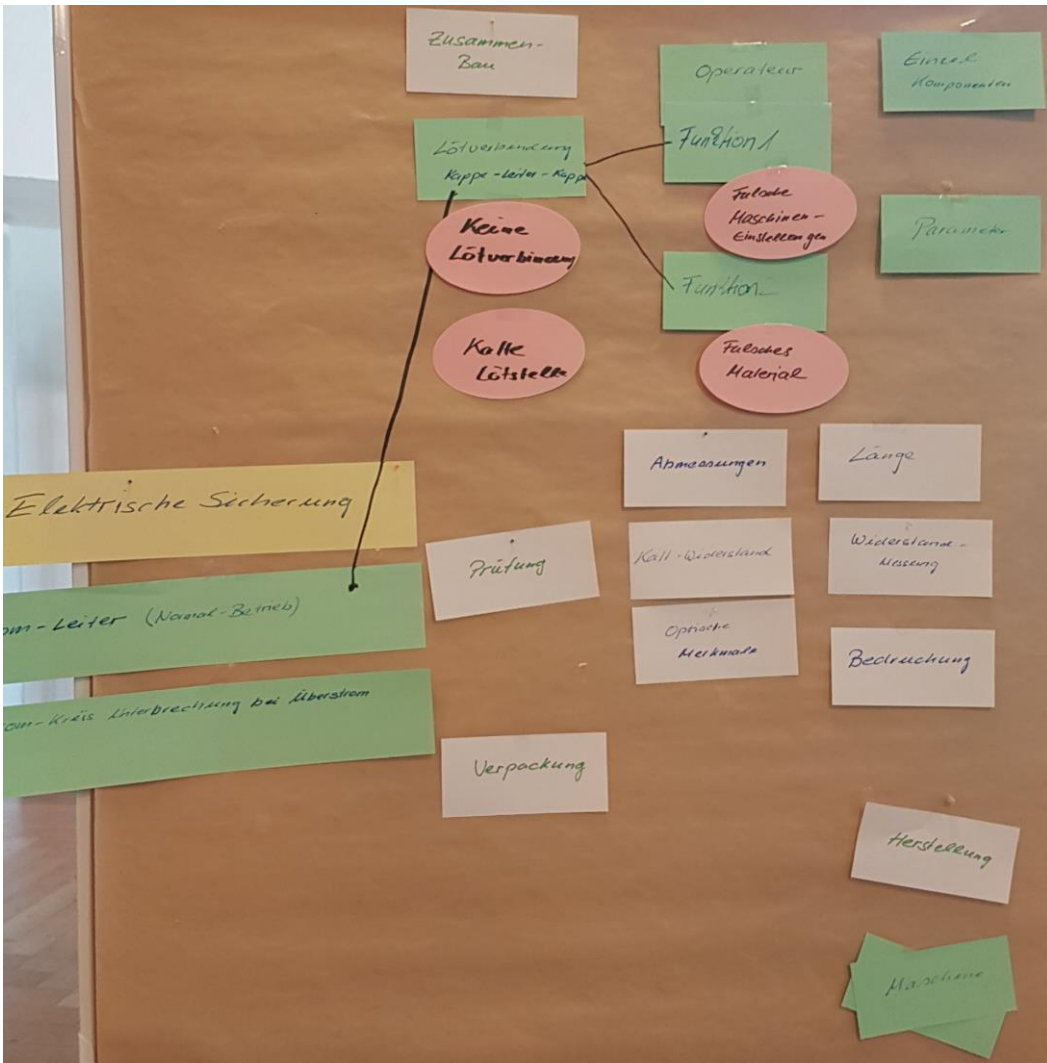 Zusammen-
Bau
Operateur
Einzel
Komponenten
Lötverbindung
Kappe-Leiter-Kappe
Funktion 1
Falsche
Maschinen-
Einstellungen
Parameter
Keine
Lötverbindung
Funktion
Kalte
Lötstelle
Falsches
Material
Abmessungen
Länge
Elektrische Sicherung
Prüfung
Kalt-Widerstand
Widerstand-
Messung
om-Leiter (Normal-Betrieb)
Optische
Merkmale
Bedruckung
om-Kreis Unterbrechung bei Überstrom
Verpackung
Herstellung
Maschine